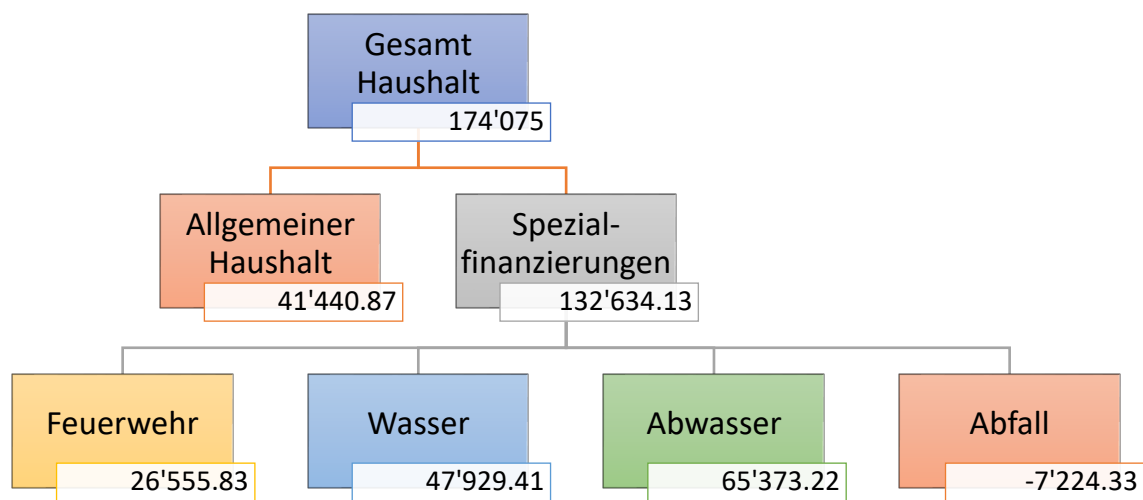 Gesamt
Haushalt
174'075
Allgemeiner
Haushalt
41'440.87
Spezial-
finanzierungen
132'634.13
Feuerwehr
26'555.83
Wasser
47'929.41
Abwasser
65'373.22
Abfall
-7'224.33